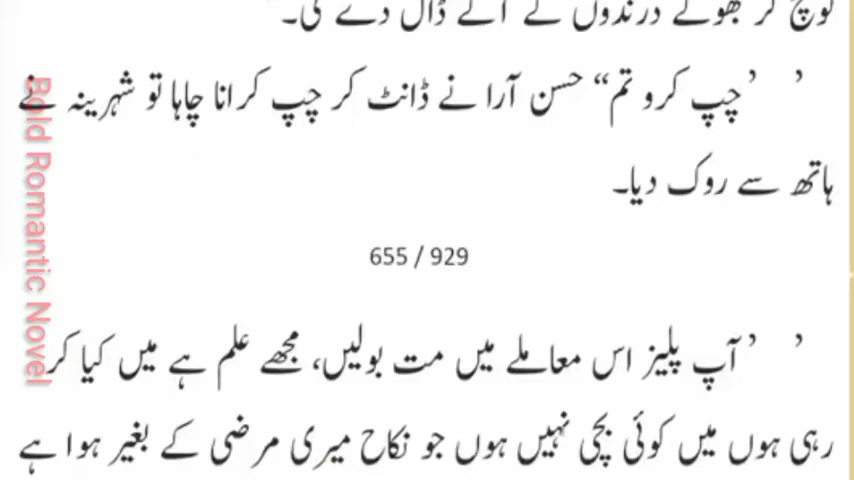 نوچ کر بھوکے درندوں کے آگے ڈال دے گی۔
’ ’چپ کرو تم“ حسن آرا نے ڈانٹ کر چپ کرانا چاہا تو شہرینہ نے
ہاتھ سے روک دیا۔
655 / 929
’ ’آپ پلیز اس معاملے میں مت بولیں، مجھے علم ہے میں کیا کر
رہی ہوں میں کوئی بچی نہیں ہوں جو نکاح میری مرضی کے بغیر ہوا ہے
Bold Romantic Novel